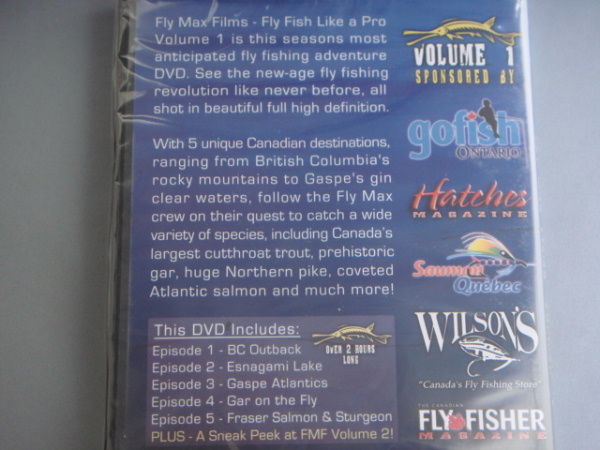 Fly Max Films - Fly Fish Like a Pro
Volume 1 is this seasons most
anticipated fly fishing adventure
DVD. See the new-age fly fishing
revolution like never before, all
shot in beautiful full high definition.
With 5 unique Canadian destinations,
ranging from British Columbia's
rocky mountains to Gaspe's gin
clear waters, follow the Fly Max
crew on their quest to catch a wide
variety of species, including Canada's
largest cutthroat trout, prehistoric
gar, huge Northern pike, coveted
Atlantic salmon and much more!
This DVD Includes:
OVER 2 HOURS
LONG
Episode 1 - BC Outback
Episode 2 - Esnagami Lake
Episode 3 - Gaspe Atlantics
Episode 4 - Gar on the Fly
Episode 5 - Fraser Salmon & Sturgeon
PLUS - A Sneak Peek at FMF Volume 2!
VOLUME 1
SPONSORED BY
gofish
ONTARIO
Hatches
MAGAZINE
Saumon
Québec
WILSON'S
"Canada's Fly Fishing Store"
THE CANADIAN
FLY FISHER
MAGAZINE